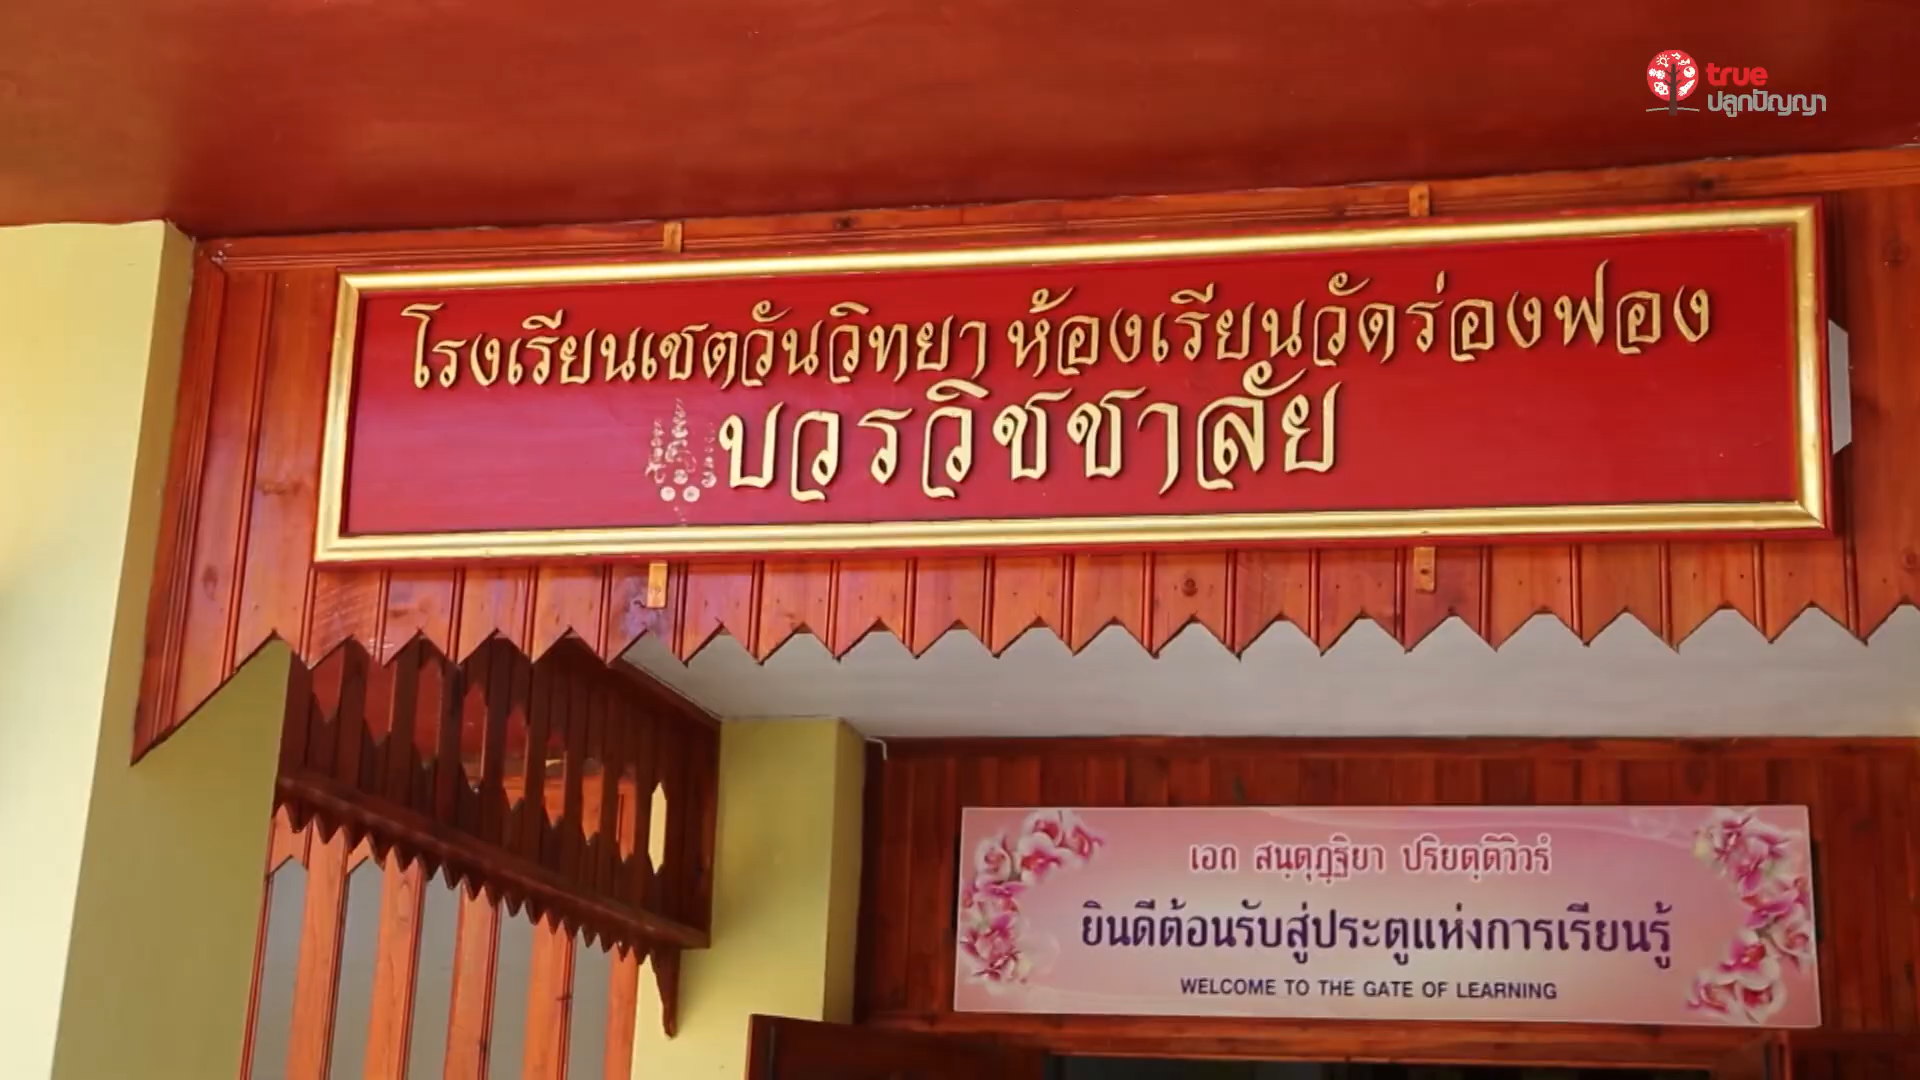 true
ปลูกปัญญา
โรงเรียนเชตวันวิทยา ห้องเรียนวัดร่องฟอง
บวรวิชชาลัย
เอถ สนฺตุฏฺฐิยา ปริยตฺติวิวรํ
ยินดีต้อนรับสู่ประตูแห่งการเรียนรู้
WELCOME TO THE GATE OF LEARNING